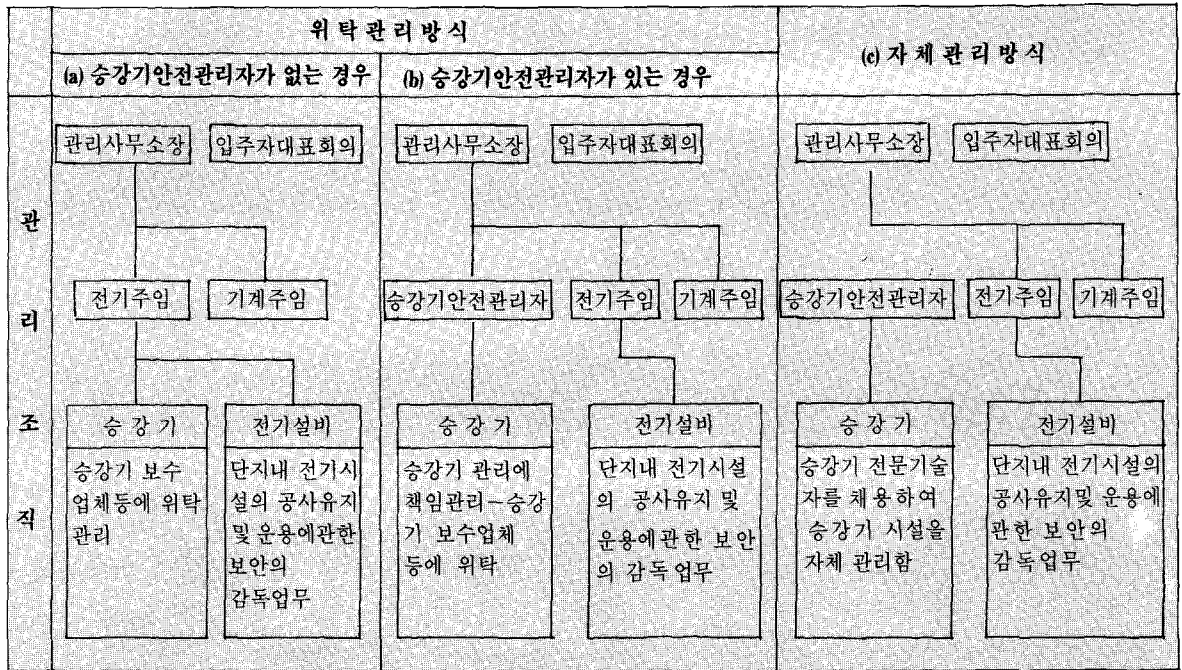 위탁관리방식
(c) 자체관리방식
(a) 승강기안전관리자가 없는 경우
(b) 승강기안전관리자가 있는 경우
관리조직
관리사무소장
입주자대표회의
전기주임
기계주임
승강기
승강기 보수
업체등에 위탁
관리
전기설비
단지내 전기시
설의 공사유지
및 운용에관한
보안의
감독업무
관리사무소장
입주자대표회의
승강기안전관리자
전기주임
기계주임
승강기
승강기 관리에
책임관리-승강
기 보수업체
등에 위탁
전기설비
단지내 전기시설
의 공사유지 및
운용에관한 보안
의 감독업무
관리사무소장
입주자대표회의
승강기안전관리자
전기주임
기계주임
승강기
승강기 전문기술
자를 채용하여
승강기 시설을
자체 관리함
전기설비
단지내 전기시설의
공사유지및 운용에
관한 보안의
감독업무